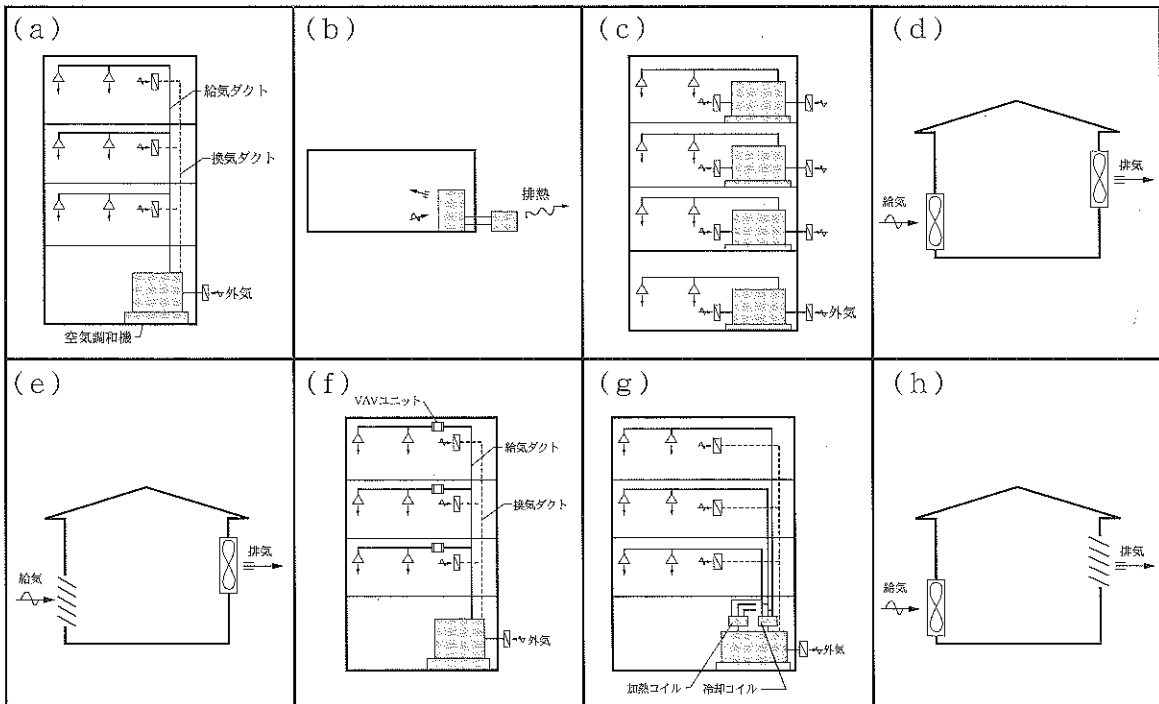 (a)
給気ダクト
換気ダクト
外気
空気調和機
(b)
排熱
(c)
外気
(d)
排気
給気
(e)
排気
給気
(f)
VAVユニット
給気ダクト
換気ダクト
外気
(g)
外気
加熱コイル
冷却コイル
(h)
排気
給気